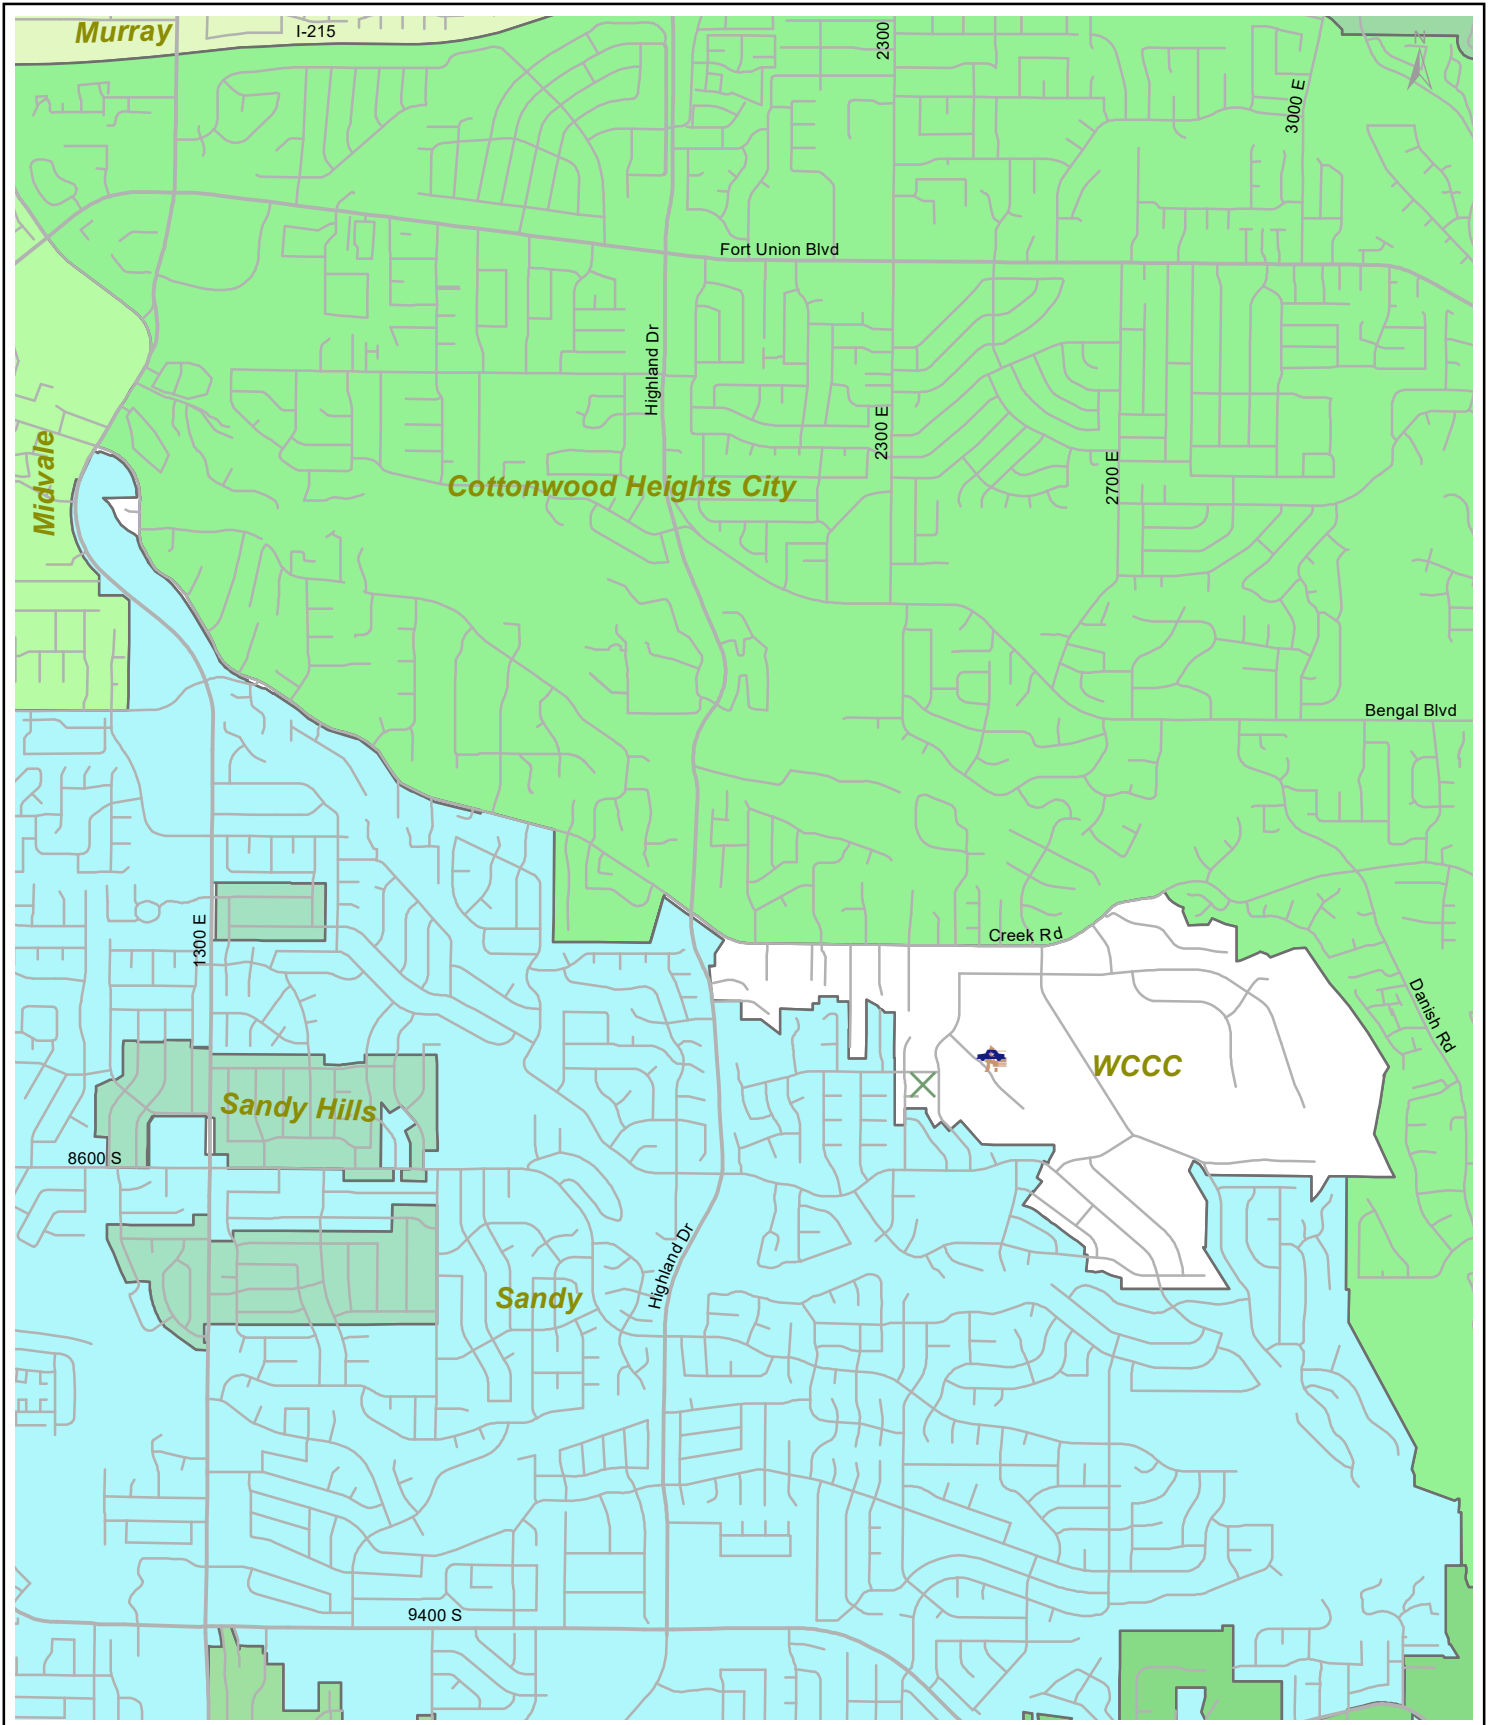 Murray
I-215
2300
N
3000 E
Fort Union Blvd
Highland Dr
2300 E
2700 E
Midvale
Cottonwood Heights City
Bengal Blvd
1300 E
Creek Rd
Danish Rd
WCCC
Sandy Hills
8600 S
Highland Dr
Sandy
9400 S